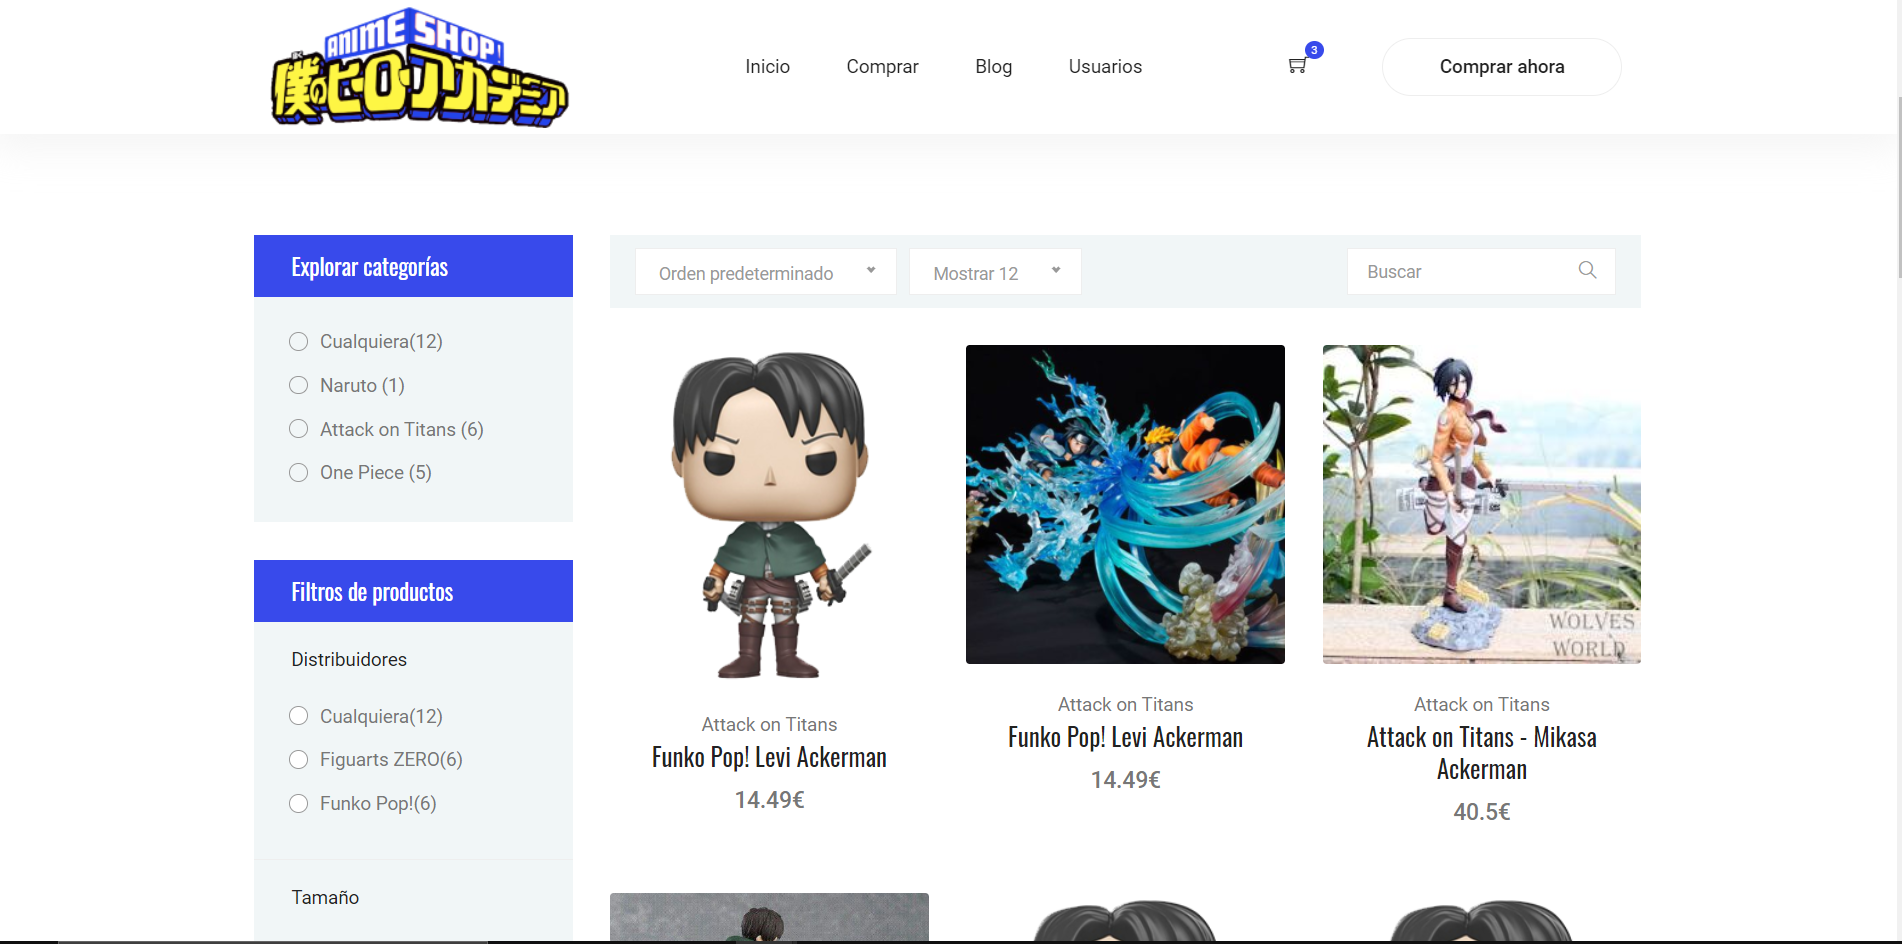 ANIME SHOP!
僕のヒーローアカデミア
Inicio
Comprar
Blog
Usuarios
3
Comprar ahora
Explorar categorías
Cualquiera(12)
Naruto (1)
Attack on Titans (6)
One Piece (5)
Filtros de productos
Distribuidores
Cualquiera(12)
Figuarts ZERO(6)
Funko Pop!(6)
Tamaño
Orden predeterminado
Mostrar 12
Buscar
WOLVES
WORLD
Attack on Titans
Funko Pop! Levi Ackerman
14.49€
Attack on Titans
Funko Pop! Levi Ackerman
14.49€
Attack on Titans
Attack on Titans - Mikasa
Ackerman
40.5€